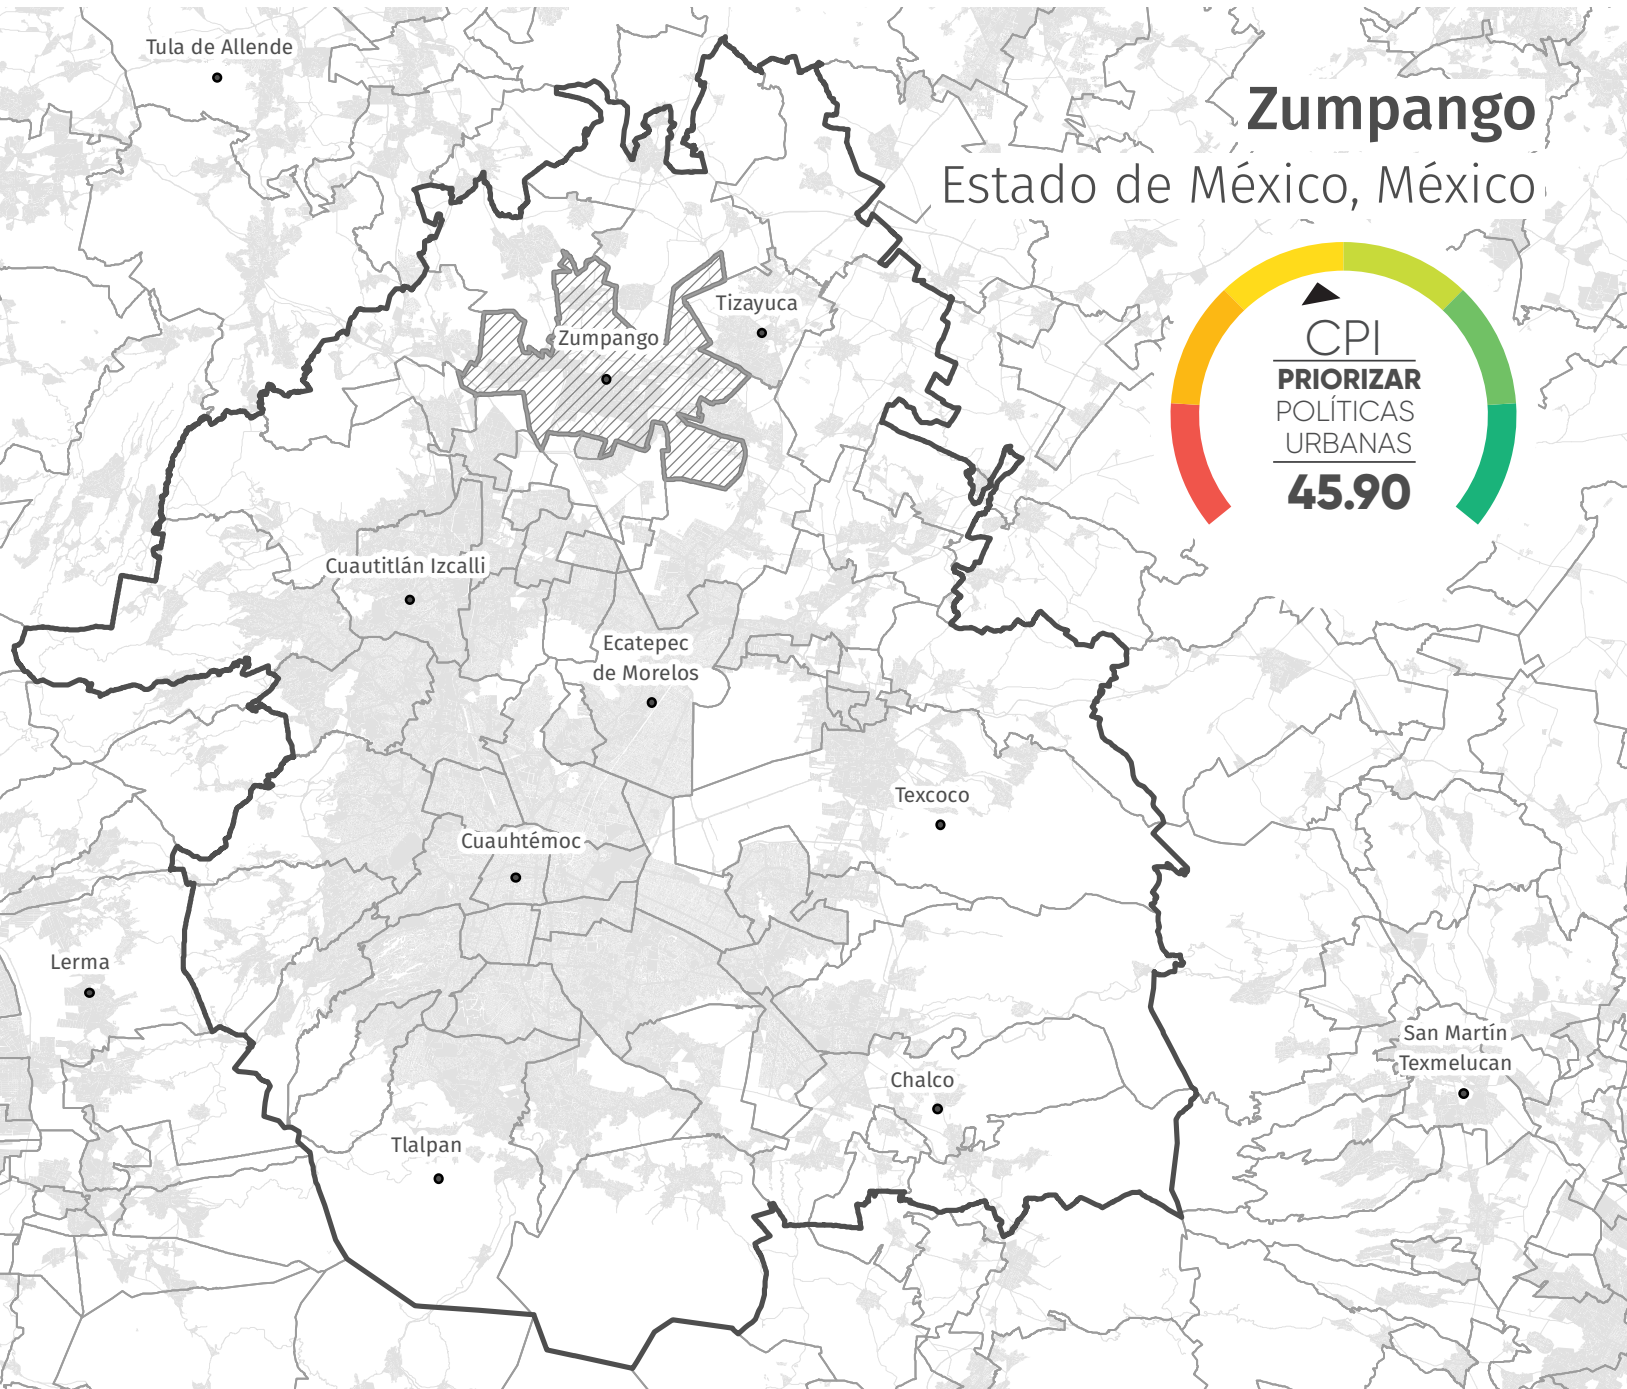 Tula de Allende
Zumpango
Estado de México, México
CPI
PRIORIZAR
POLÍTICAS
URBANAS
45.90
Tizayuca
Zumpango
Cuautitlán Izcalli
Ecatepec
de Morelos
Texcoco
Cuauhtémoc
Lerma
San Martín
Texmelucan
Chalco
Tlalpan